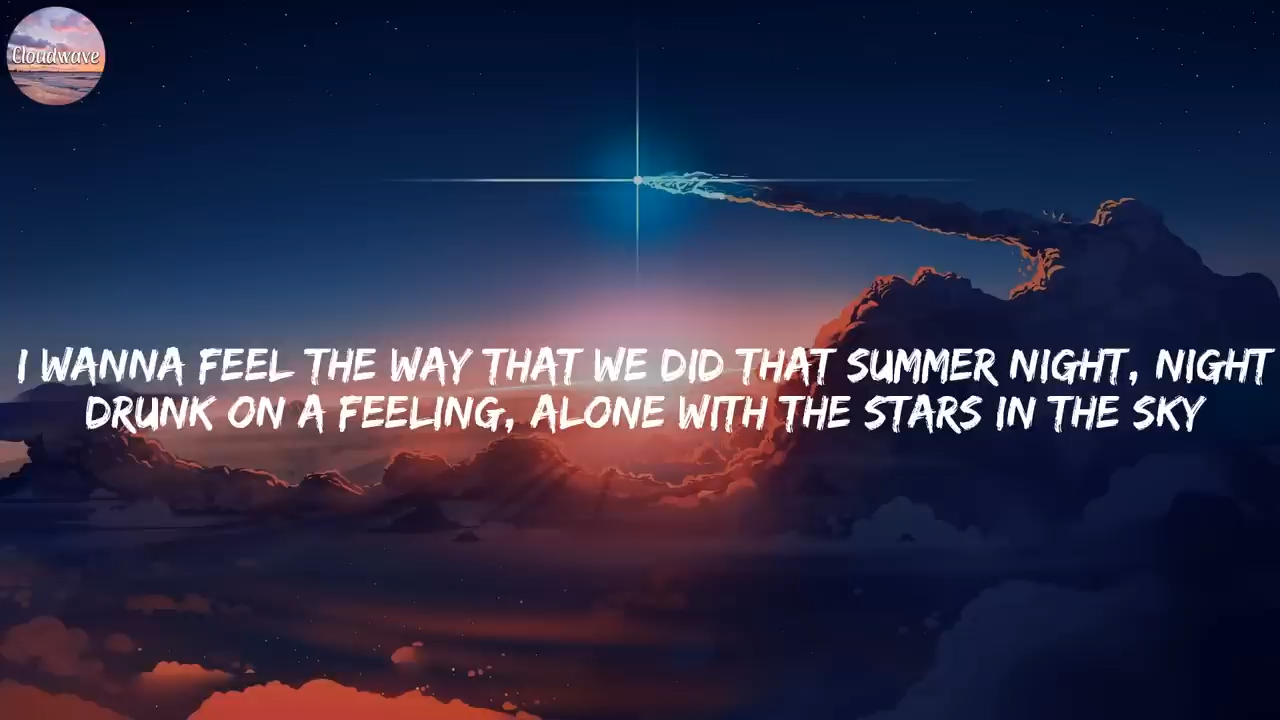 Cloudwave
I WANNA FEEL THE WAY THAT WE DID THAT SUMMER NIGHT, NIGHT
DRUNK ON A FEELING, ALONE WITH THE STARS IN THE SKY